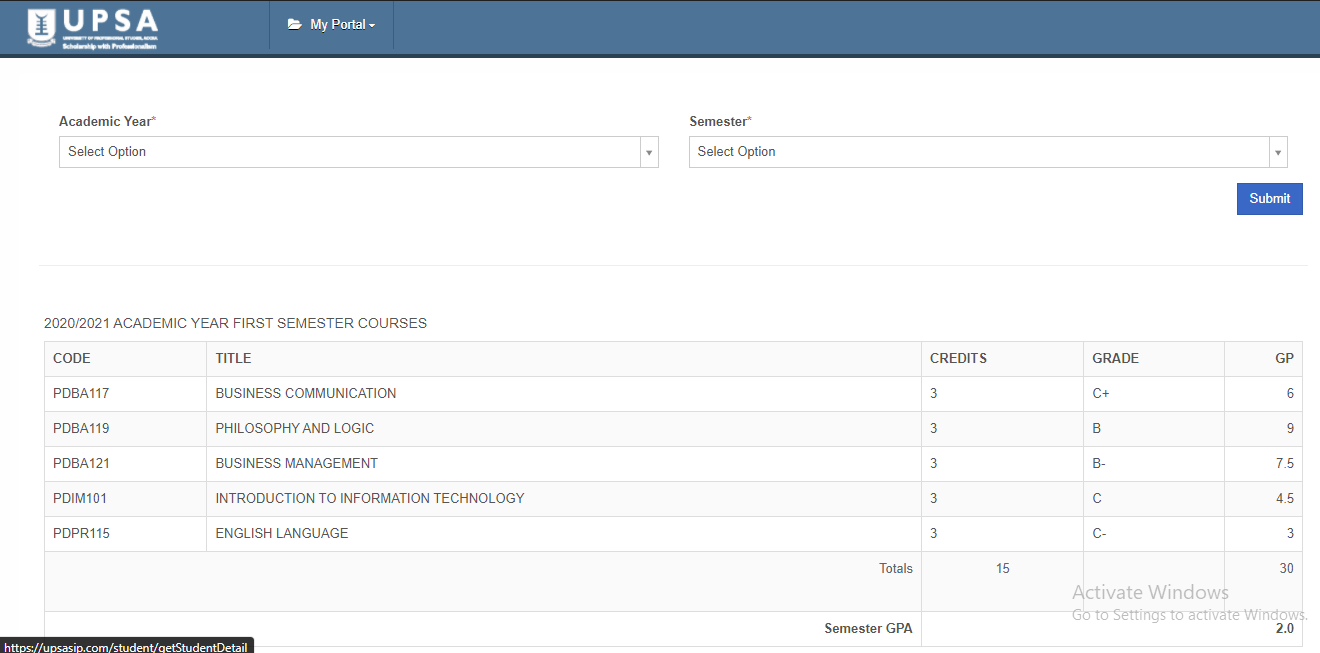 UPSA
UNIVERSITY OF PROFESSIONAL STUDIES, ACCRA
Scholarship with Professionalism
My Portal
Academic Year* Semester*
Select Option Select Option
Submit
2020/2021 ACADEMIC YEAR FIRST SEMESTER COURSES
CODE TITLE CREDITS GRADE GP
PDBA117 BUSINESS COMMUNICATION 3 C+ 6
PDBA119 PHILOSOPHY AND LOGIC 3 B 9
PDBA121 BUSINESS MANAGEMENT 3 B- 7.5
PDIM101 INTRODUCTION TO INFORMATION TECHNOLOGY 3 C 4.5
PDPR115 ENGLISH LANGUAGE 3 C- 3
Totals 15 30
Activate Windows
Go to Settings to activate Windows.
Semester GPA 2.0
https://upsasip.com/student/getStudentDetail